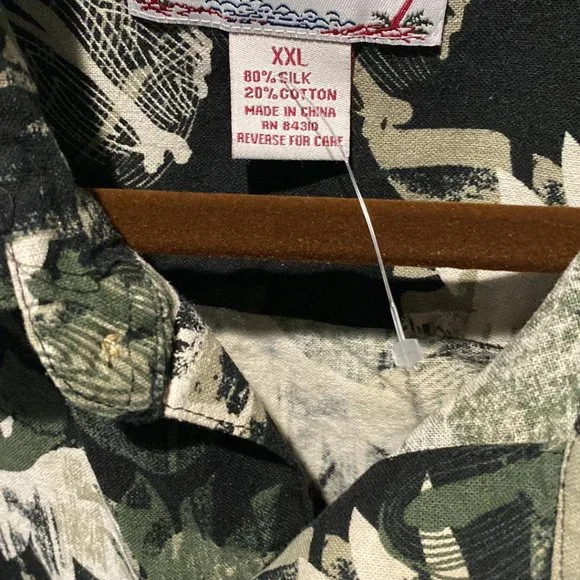 XXL
80% SILK
20% COTTON
MADE IN CHINA
RN 84310
REVERSE FOR CARE